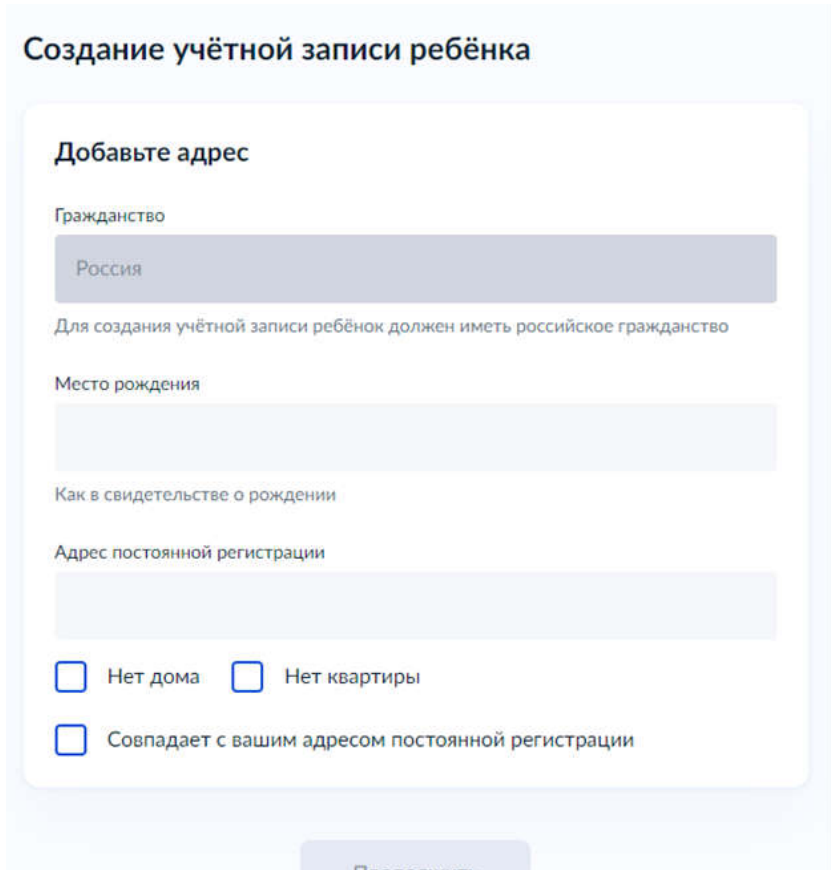 Создание учётной записи ребёнка
Добавьте адрес
Гражданство
Россия
Для создания учётной записи ребёнок должен иметь российское гражданство
Место рождения
Как в свидетельстве о рождении
Адрес постоянной регистрации
Нет дома Нет квартиры
Совпадает с вашим адресом постоянной регистрации